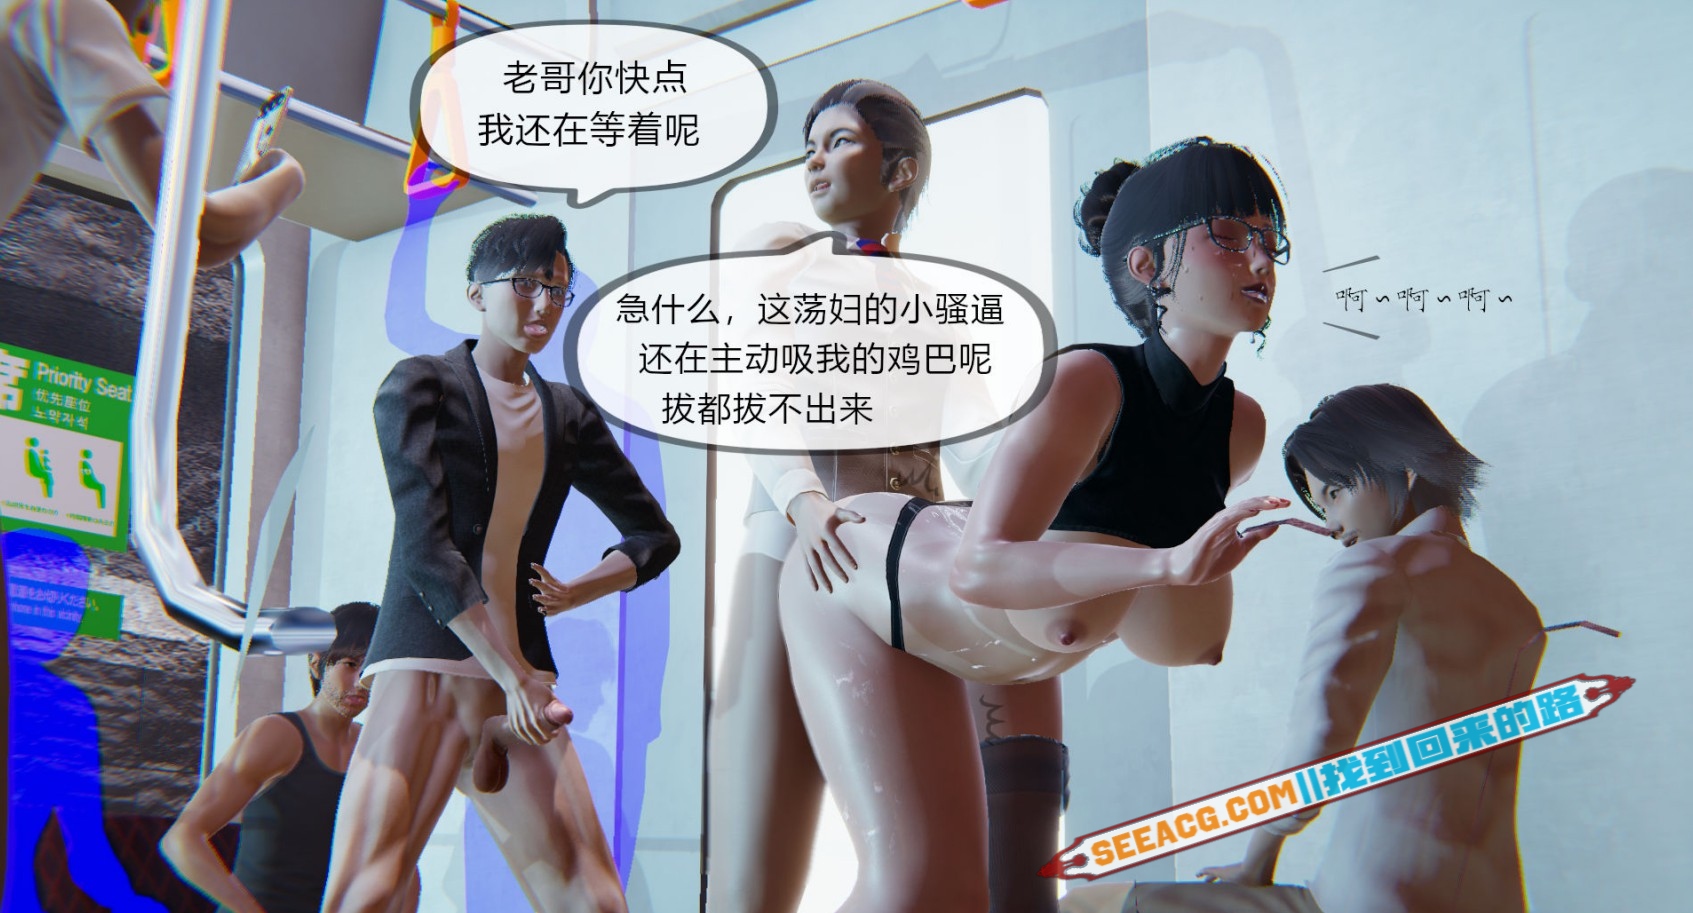 老哥你快点
我还在等着呢
急什么，这荡妇的小骚逼
还在主动吸我的鸡巴呢
拔都拔不出来
啊~啊~啊~
席
Priority Seat
优先座位
노약자석
SEEACG.COM||找到回来的路